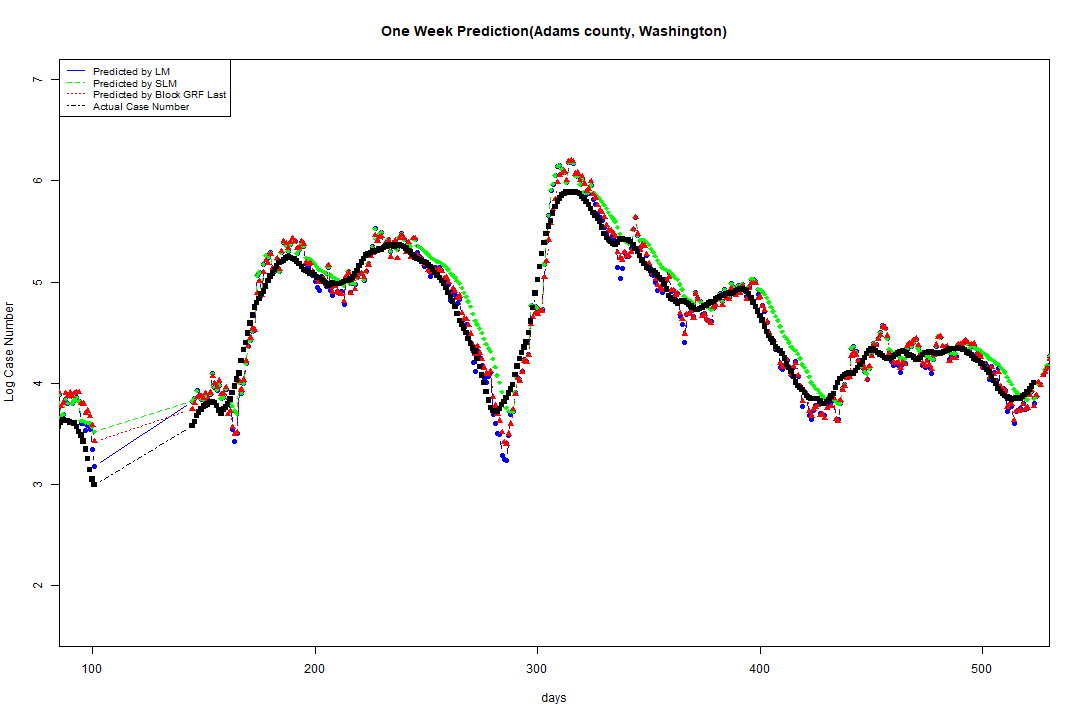 One Week Prediction(Adams county, Washington)
Predicted by LM
Predicted by SLM
Predicted by Block GRF Last
Actual Case Number
7
6
5
4
3
2
Log Case Number
100 200 300 400 500
days